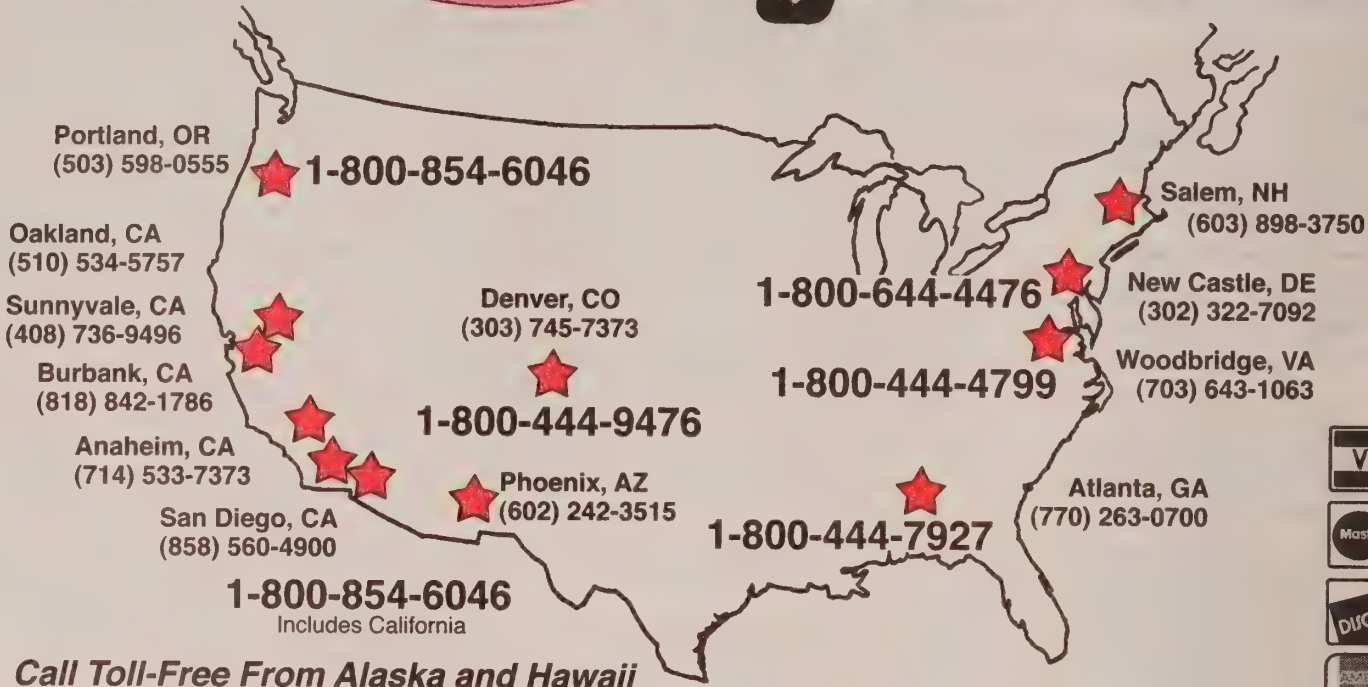 Portland, OR
(503) 598-0555
1-800-854-6046
Oakland, CA
(510) 534-5757
Sunnyvale, CA
(408) 736-9496
Burbank, CA
(818) 842-1786
Anaheim, CA
(714) 533-7373
San Diego, CA
(858) 560-4900
1-800-854-6046
Includes California
Denver, CO
(303) 745-7373
1-800-444-9476
Phoenix, AZ
(602) 242-3515
Salem, NH
(603) 898-3750
1-800-644-4476
New Castle, DE
(302) 322-7092
1-800-444-4799
Woodbridge, VA
(703) 643-1063
Atlanta, GA
(770) 263-0700
1-800-444-7927
Call Toll-Free From Alaska and Hawaii
V
Mas
DISC